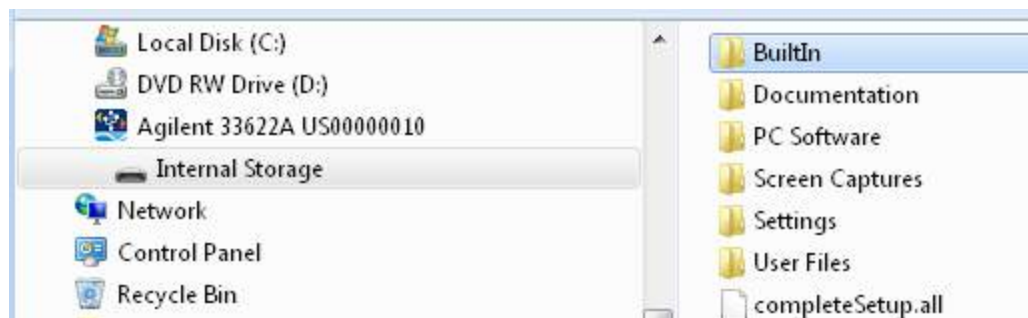 Local Disk (C:)
DVD RW Drive (D:)
Agilent 33622A US00000010
Internal Storage
Network
Control Panel
Recycle Bin
BuiltIn
Documentation
PC Software
Screen Captures
Settings
User Files
completeSetup.all